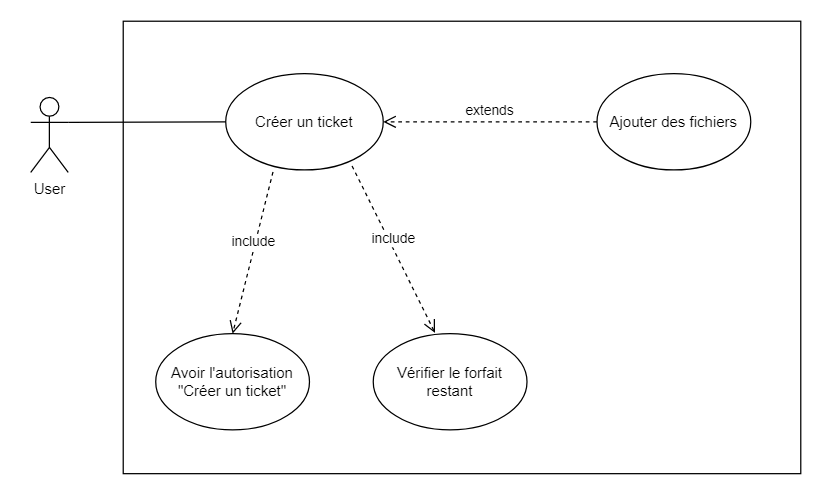 Créer un ticket
extends
Ajouter des fichiers
User
include
include
Avoir l'autorisation
"Créer un ticket"
Vérifier le forfait
restant